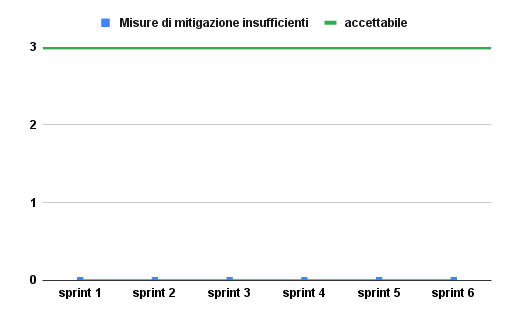 Misure di mitigazione insufficienti accettabile
3
2
1
0
sprint 1 sprint 2 sprint 3 sprint 4 sprint 5 sprint 6